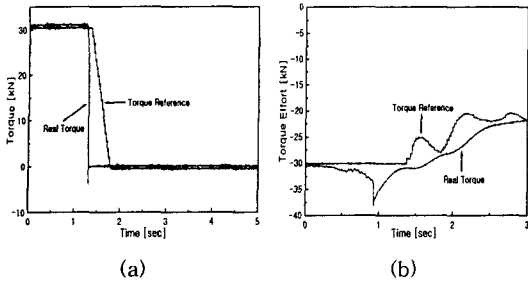 30
20
10
0
-10
Torque [kN]
Real Torque
Torque Reference
0 1 2 3 4 5
Time [sec]
(a)
0
-5
-10
-15
-20
-25
-30
-35
-40
Torque Effort [kN]
Torque Reference
Real Torque
0 1 2 3
Time [sec]
(b)